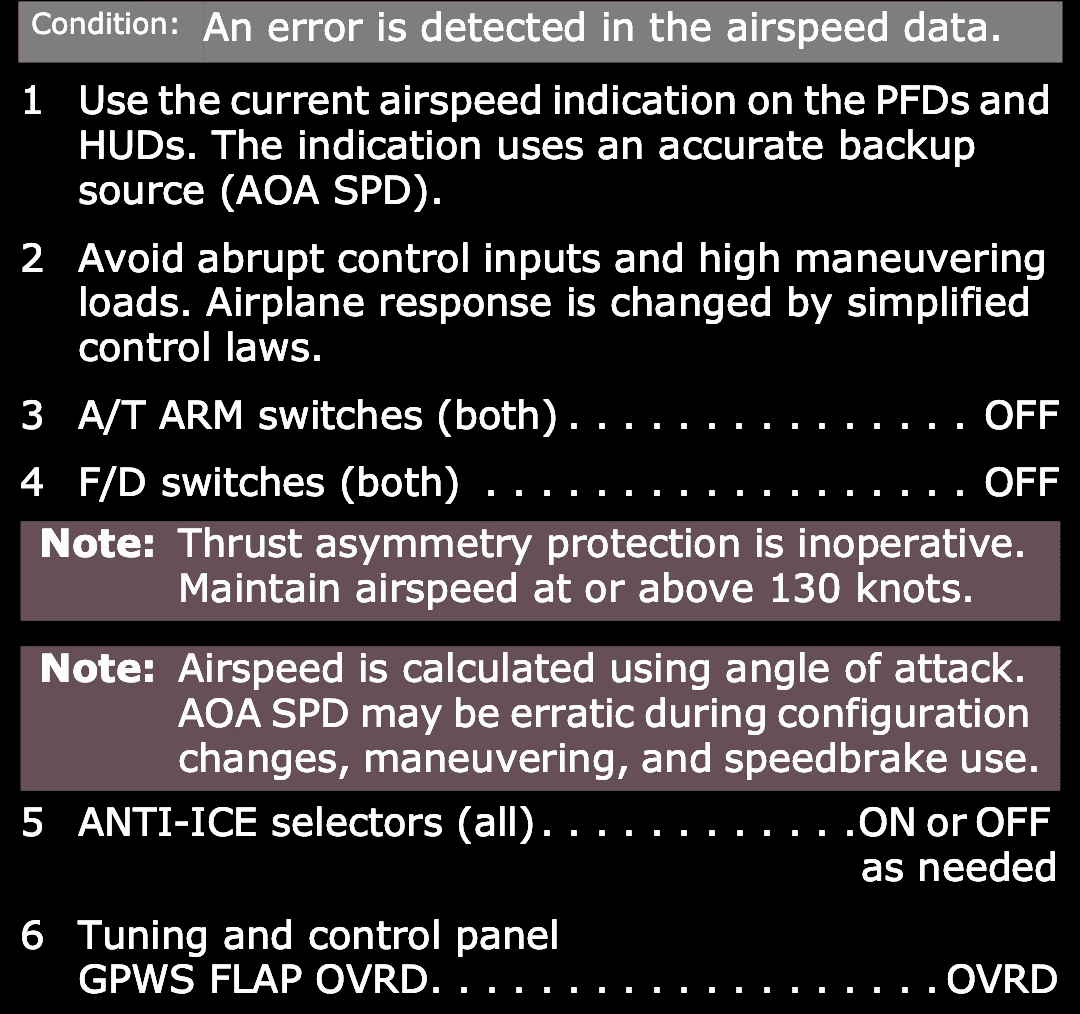 Condition: An error is detected in the airspeed data.
1 Use the current airspeed indication on the PFDs and
HUDs. The indication uses an accurate backup
source (AOA SPD).
2 Avoid abrupt control inputs and high maneuvering
loads. Airplane response is changed by simplified
control laws.
3 A/T ARM switches (both) . . . . . . . . . . . . . . . . OFF
4 F/D switches (both) . . . . . . . . . . . . . . . . . . . OFF
Note: Thrust asymmetry protection is inoperative.
Maintain airspeed at or above 130 knots.
Note: Airspeed is calculated using angle of attack.
AOA SPD may be erratic during configuration
changes, maneuvering, and speedbrake use.
5 ANTI-ICE selectors (all) . . . . . . . . . . . . . ON or OFF
as needed
6 Tuning and control panel
GPWS FLAP OVRD. . . . . . . . . . . . . . . . . . . . . OVRD